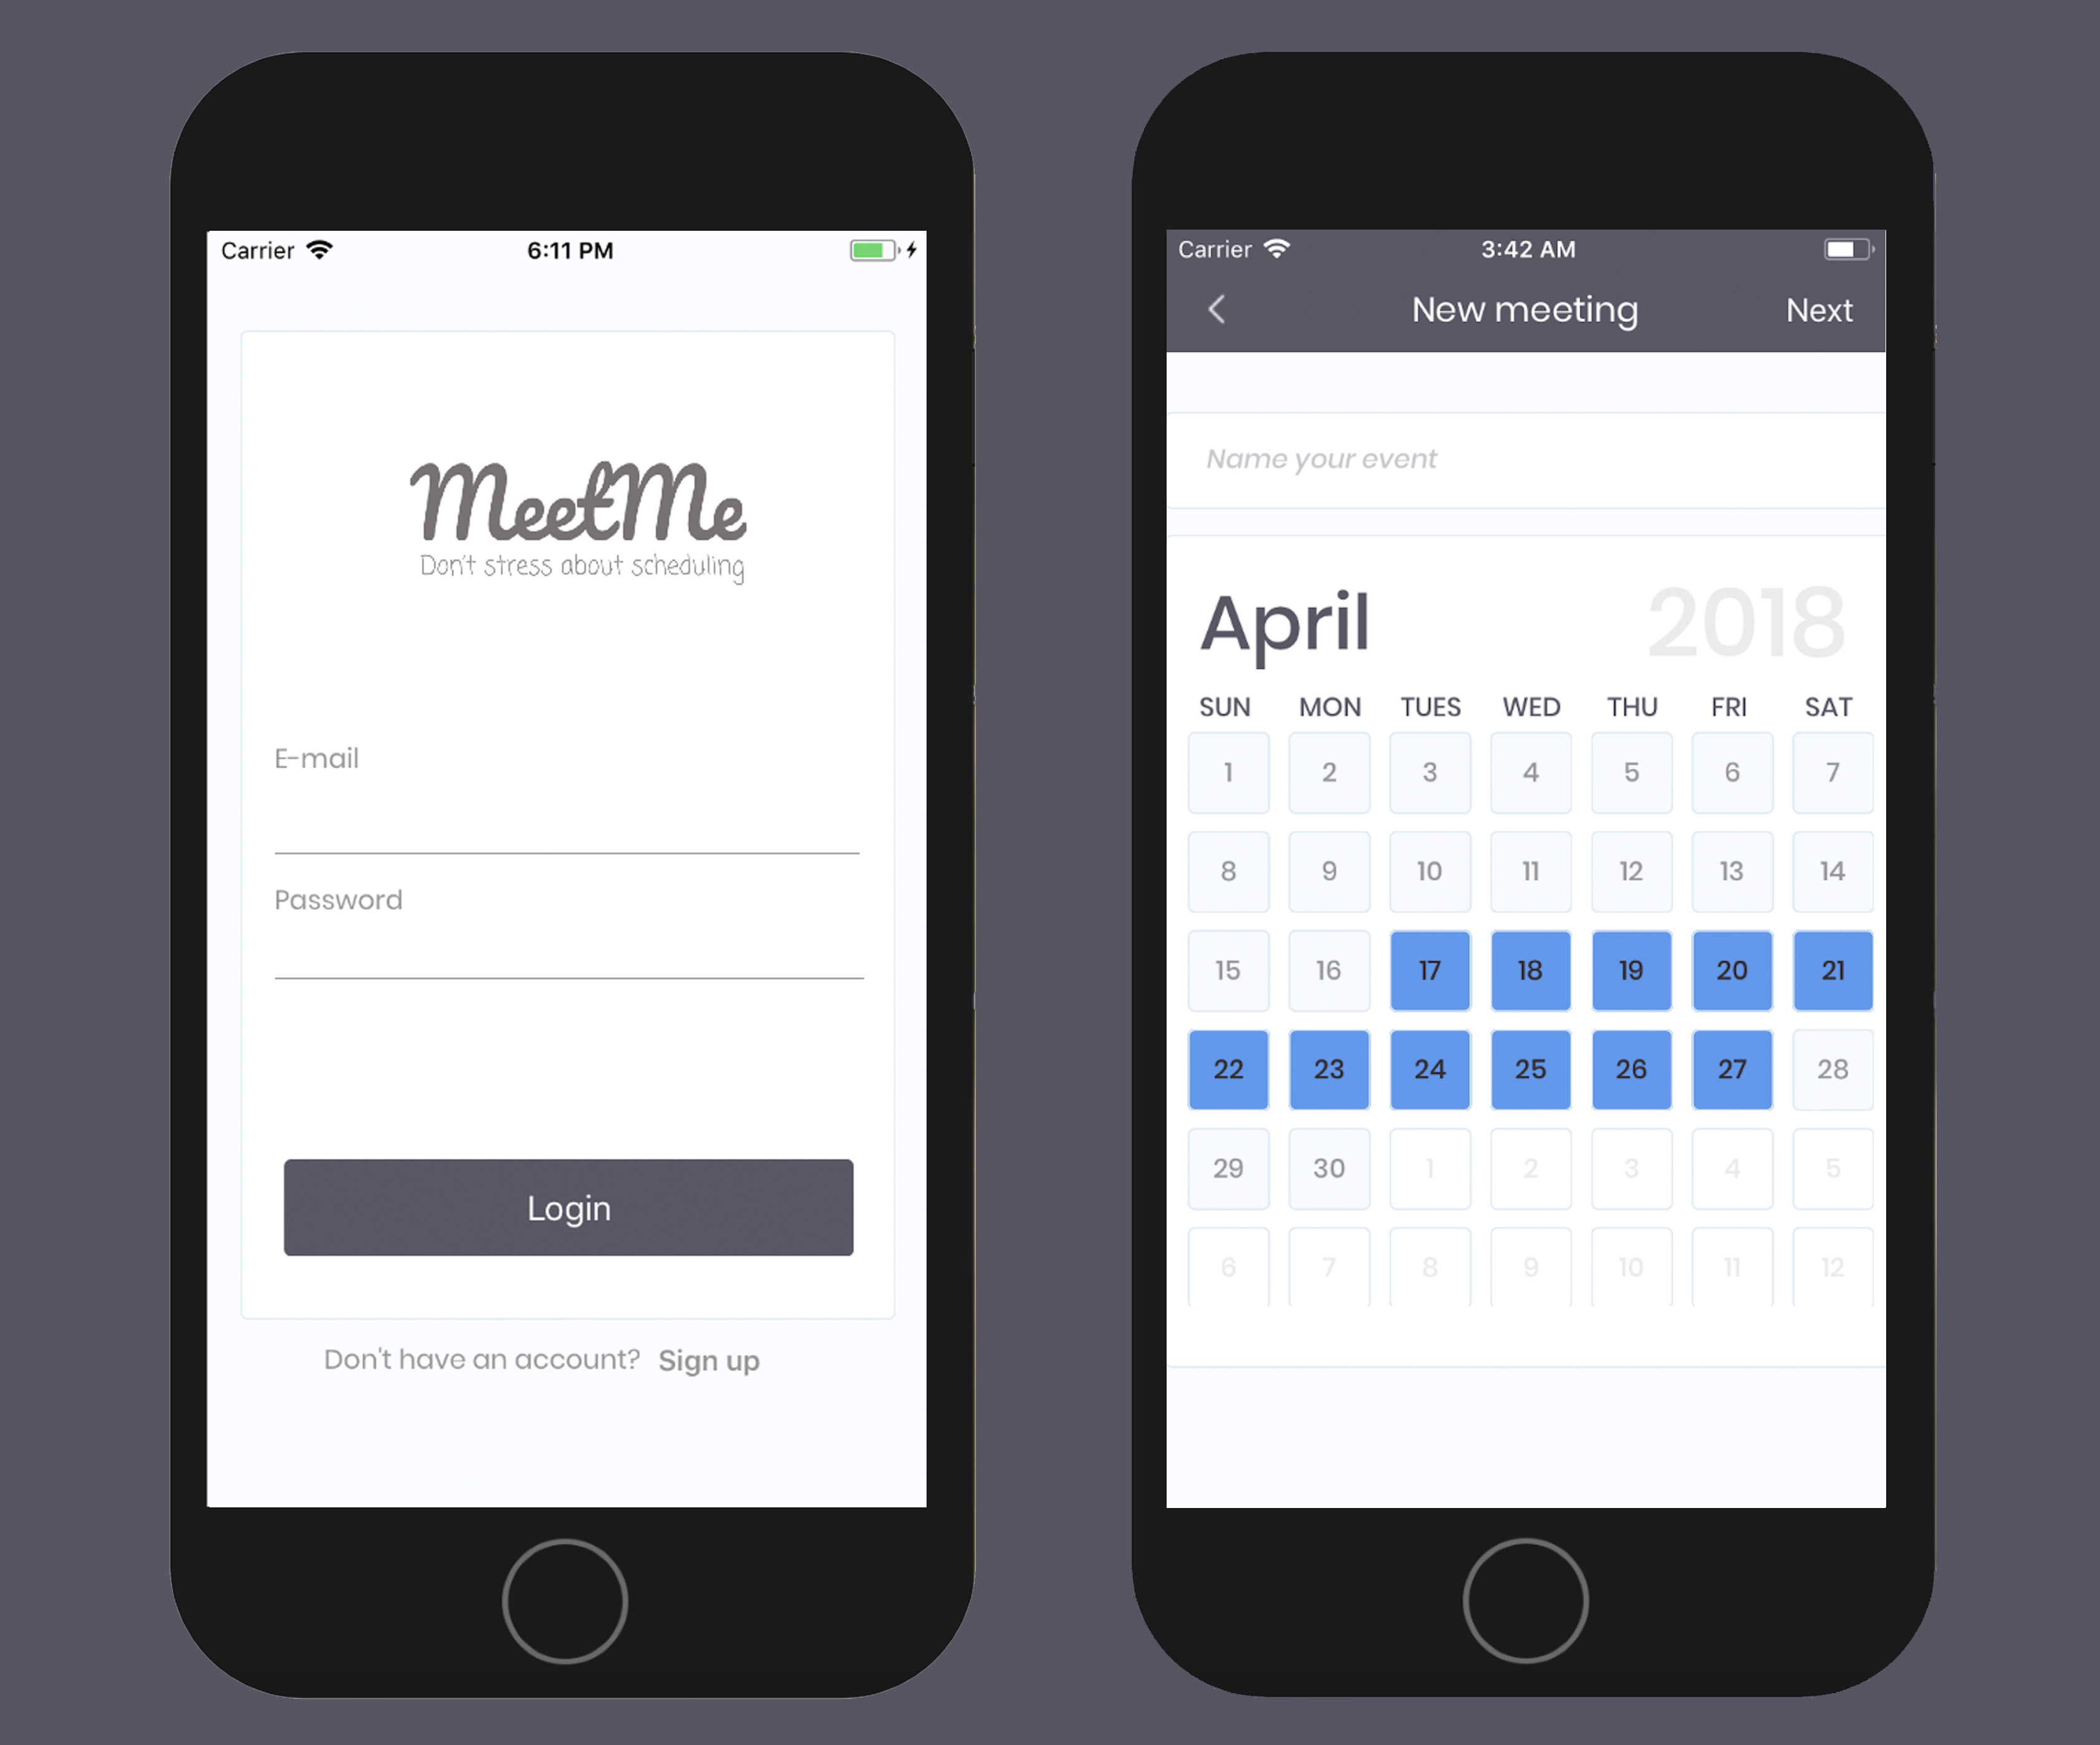 Carrier 6:11 PM
MeetMe
Don't stress about scheduling
E-mail
Password
Login
Don't have an account? Sign up
Carrier 3:42 AM
New meeting Next
Name your event
April 2018
SUN MON TUES WED THU FRI SAT
1 2 3 4 5 6 7
8 9 10 11 12 13 14
15 16 17 18 19 20 21
22 23 24 25 26 27 28
29 30 1 2 3 4 5
6 7 8 9 10 11 12